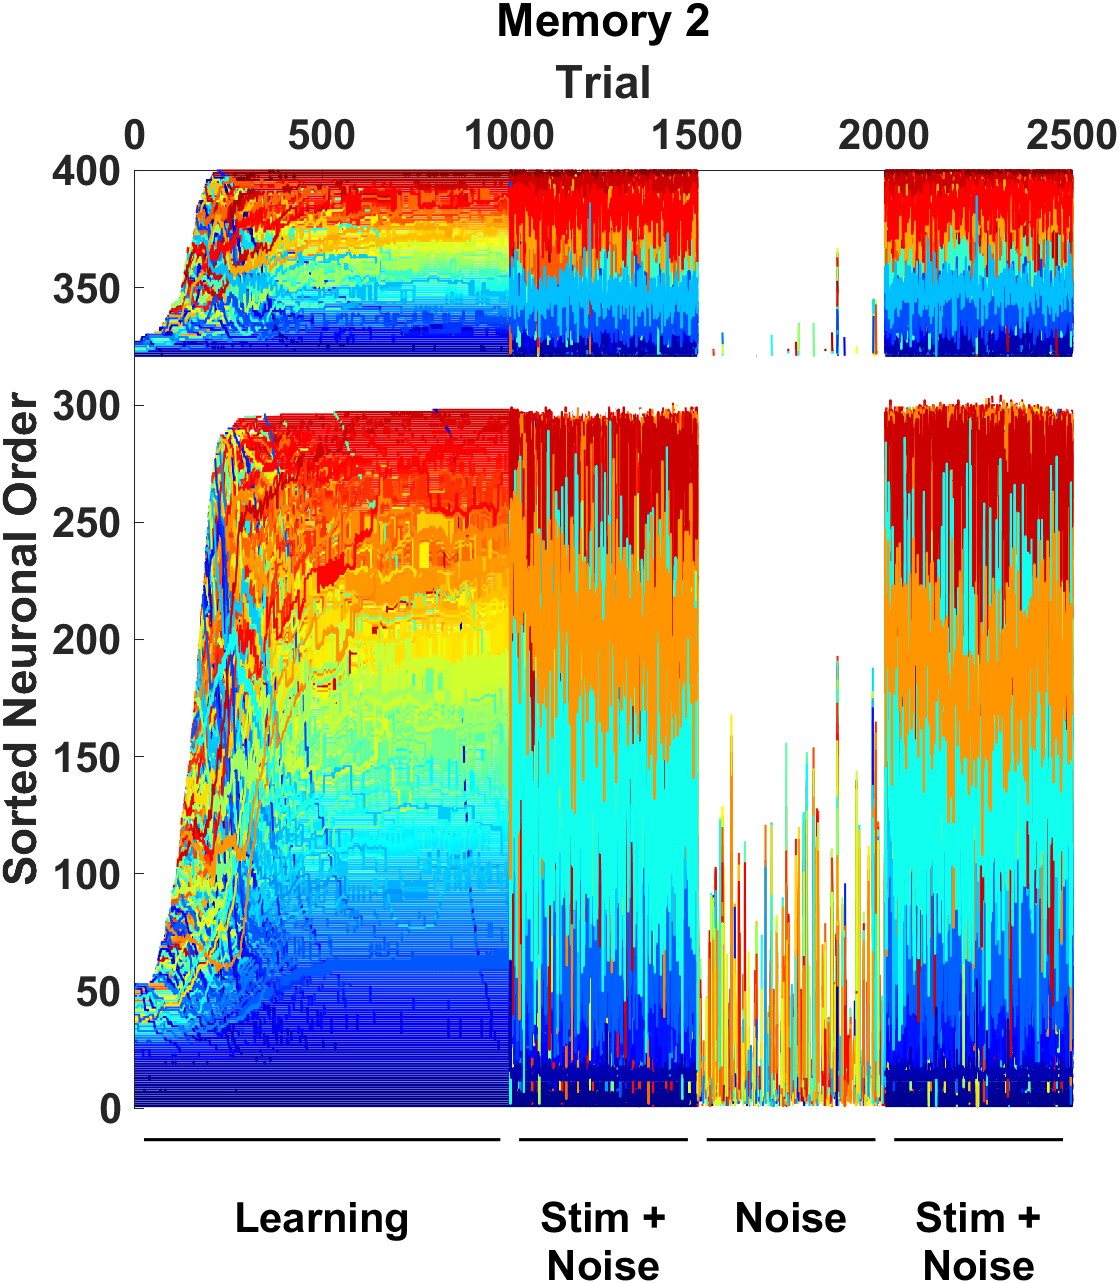 Memory 2
Trial
0 500 1000 1500 2000 2500
400
350
300
250
200
150
100
50
0
Sorted Neuronal Order
Learning
Stim +
Noise
Noise
Stim +
Noise